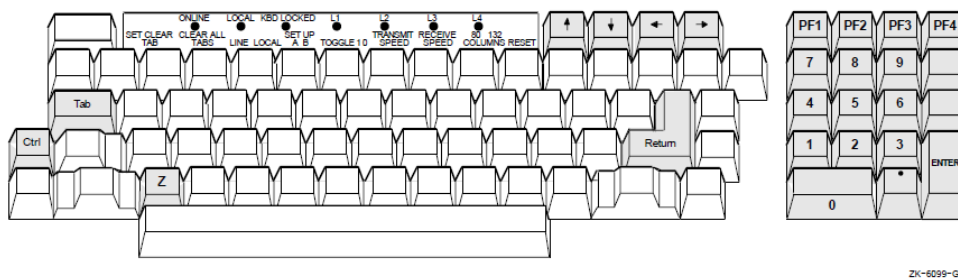 ONLINE LOCAL KBD LOCKED L1 L2 L3 L4
SET CLEAR CLEAR ALL SET UP TRANSMIT RECEIVE 80 132
TAB TABS LINE LOCAL A B TOGGLE 1 0 SPEED SPEED COLUMNS RESET
↑ ↓ ← →
PF1 PF2 PF3 PF4
7 8 9
Tab
4 5 6
Ctrl
Return
1 2 3
ENTER
Z
.
0
ZK-6099-G